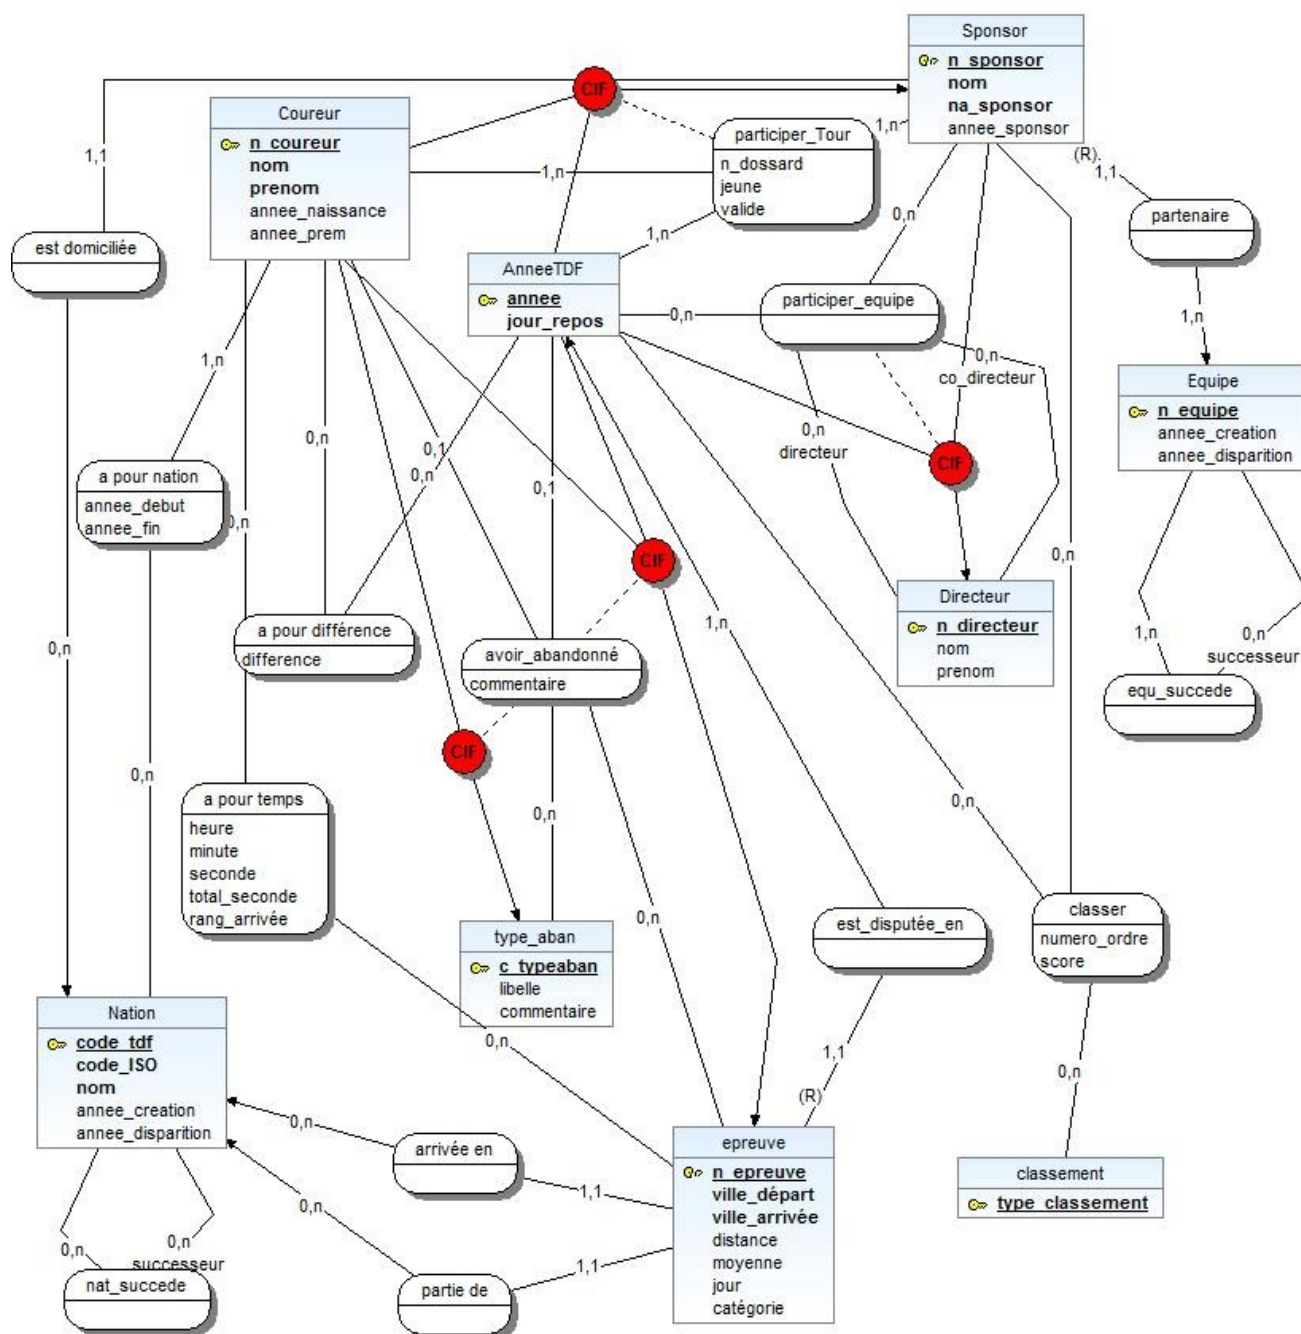 Sponsor
n_sponsor
nom
na_sponsor
annee_sponsor
CIF
Coureur
n_coureur
nom
prenom
annee_naissance
annee_prem
participer_Tour
n_dossard
jeune
valide
1,n
1,n
1,n
(R)
1,1
1,1
partenaire
est domiciliée
0,n
AnneeTDF
annee
jour_repos
participer_equipe
0,n
0,n
co_directeur
1,n
Equipe
n_equipe
annee_creation
annee_disparition
1,n
0,n
0,1
0,n
directeur
CIF
a pour nation
annee_debut
annee_fin
0,n
0,1
0,n
0,n
CIF
Directeur
n_directeur
nom
prenom
1,n
1,n
0,n
successeur
0,n
a pour différence
difference
avoir_abandonné
commentaire
equ_succede
CIF
0,n
a pour temps
heure
minute
seconde
total_seconde
rang_arrivée
0,n
0,n
0,n
type_aban
c_typeaban
libelle
commentaire
est_disputée_en
classer
numero_ordre
score
Nation
code_tdf
code_ISO
nom
annee_creation
annee_disparition
0,n
1,1
(R)
0,n
0,n
arrivée en
1,1
epreuve
n_epreuve
ville_départ
ville_arrivée
distance
moyenne
jour
catégorie
classement
type_classement
0,n
0,n
0,n
successeur
nat_succede
partie de
1,1